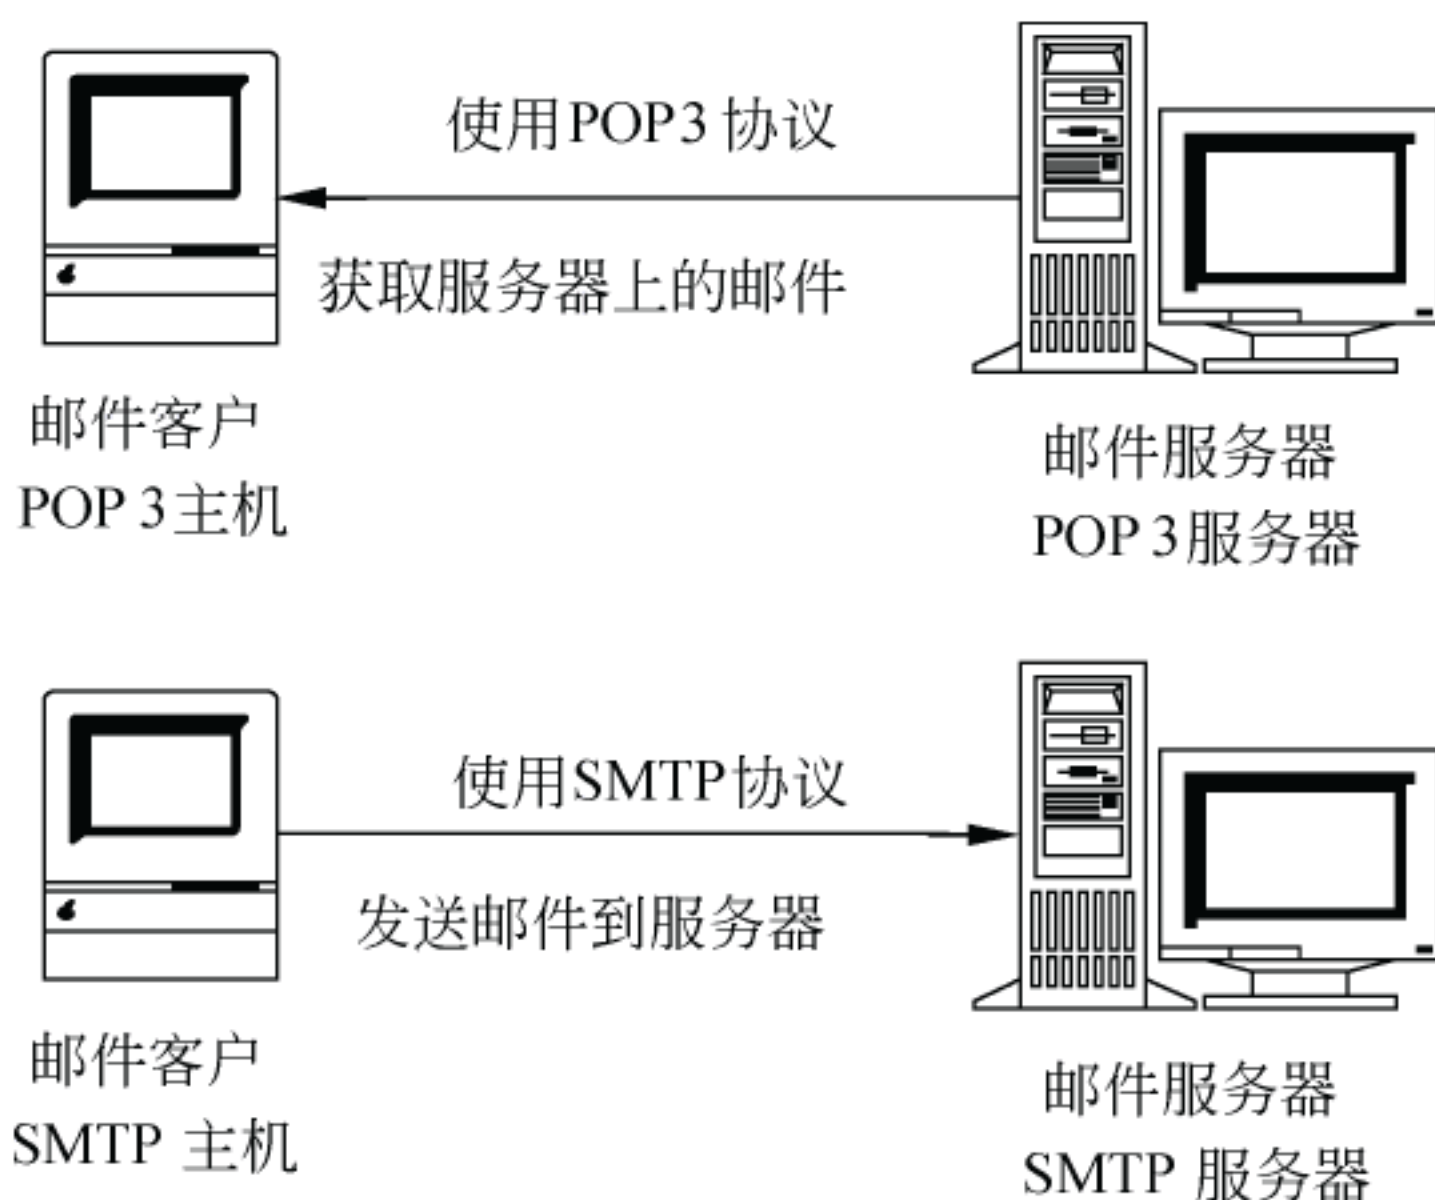 使用POP3 协议
获取服务器上的邮件
邮件客户
POP 3主机
邮件服务器
POP 3服务器
使用SMTP协议
发送邮件到服务器
邮件客户
SMTP 主机
邮件服务器
SMTP 服务器